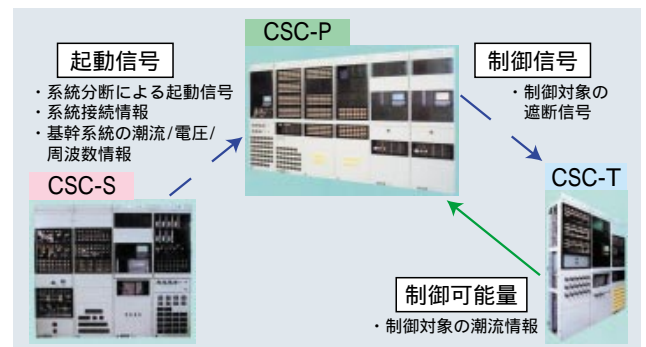 CSC-P
起動信号
・系統分断による起動信号
・系統接続情報
・基幹系統の潮流/電圧/
周波数情報
CSC-S
制御信号
・制御対象の
遮断信号
CSC-T
制御可能量
・制御対象の潮流情報